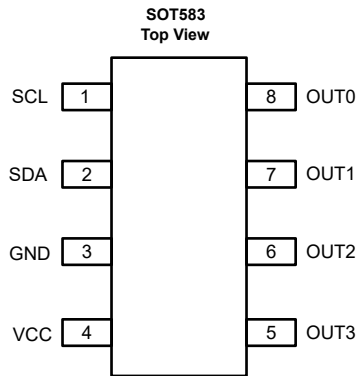 SOT583
Top View
SCL 1 8 OUT0
SDA 2 7 OUT1
GND 3 6 OUT2
VCC 4 5 OUT3